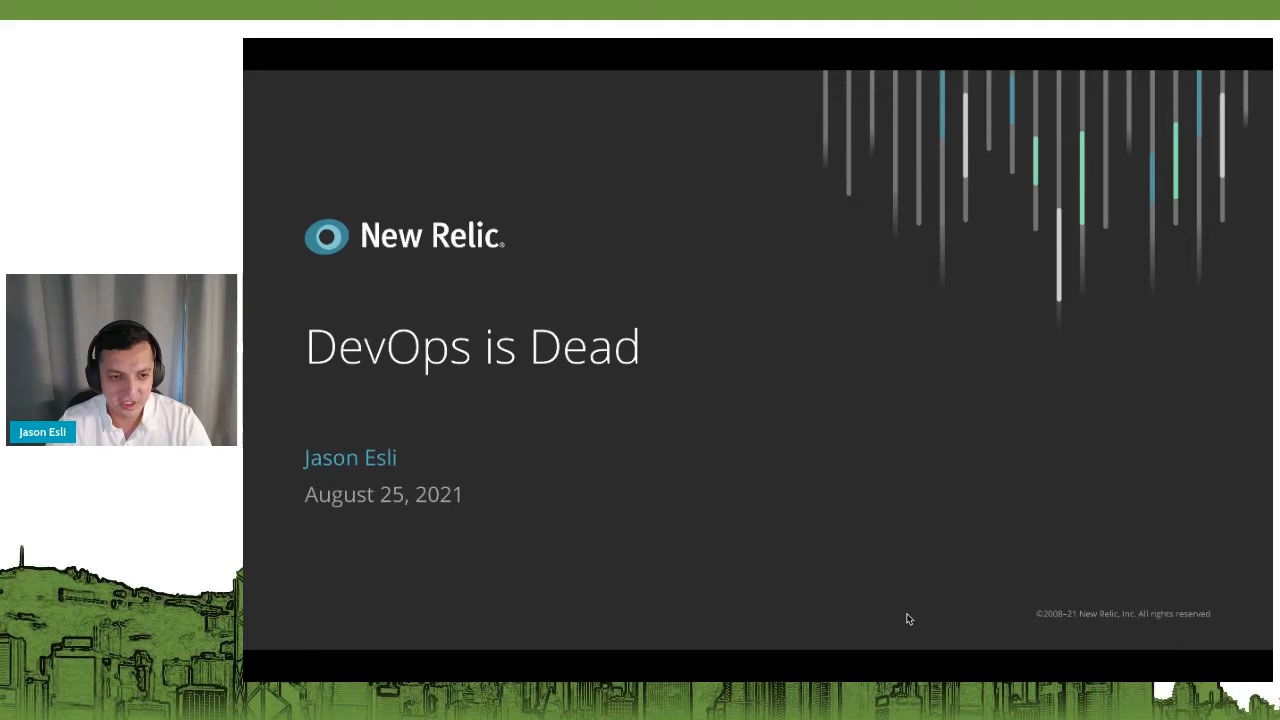 New Relic®
DevOps is Dead
Jason Esli
August 25, 2021
©2008–21 New Relic, Inc. All rights reserved
Jason Esli